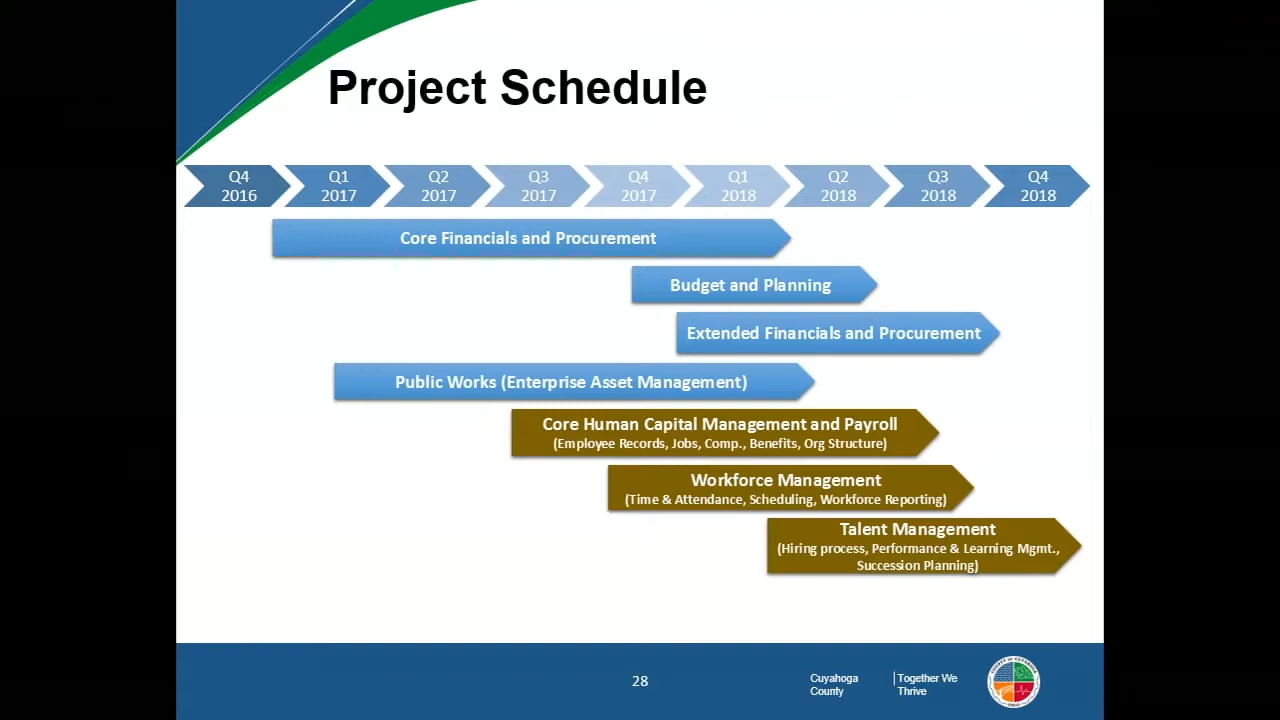 Project Schedule
Q4 Q1 Q2 Q3 Q4 Q1 Q2 Q3 Q4
2016 2017 2017 2017 2017 2018 2018 2018 2018
Core Financials and Procurement
Budget and Planning
Extended Financials and Procurement
Public Works (Enterprise Asset Management)
Core Human Capital Management and Payroll
(Employee Records, Jobs, Comp., Benefits, Org Structure)
Workforce Management
(Time & Attendance, Scheduling, Workforce Reporting)
Talent Management
(Hiring process, Performance & Learning Mgmt.,
Succession Planning)
28
Cuyahoga
County
Together We
Thrive